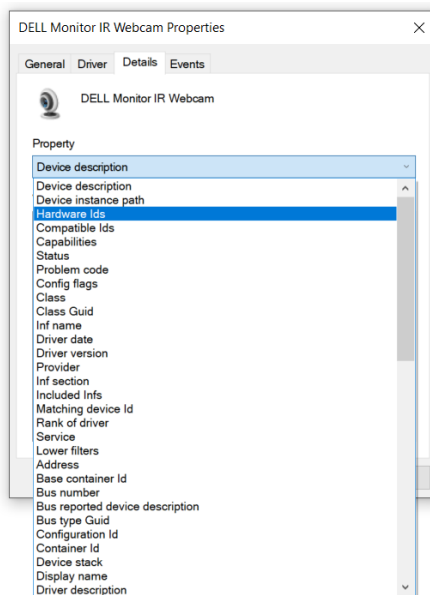 DELL Monitor IR Webcam Properties
General Driver Details Events
DELL Monitor IR Webcam
Property
Device description
Device description
Device instance path
Hardware Ids
Compatible Ids
Capabilities
Status
Problem code
Config flags
Class
Class Guid
Inf name
Driver date
Driver version
Provider
Inf section
Included Infs
Matching device Id
Rank of driver
Service
Lower filters
Address
Base container Id
Bus number
Bus reported device description
Bus type Guid
Configuration Id
Container Id
Device stack
Display name
Driver description